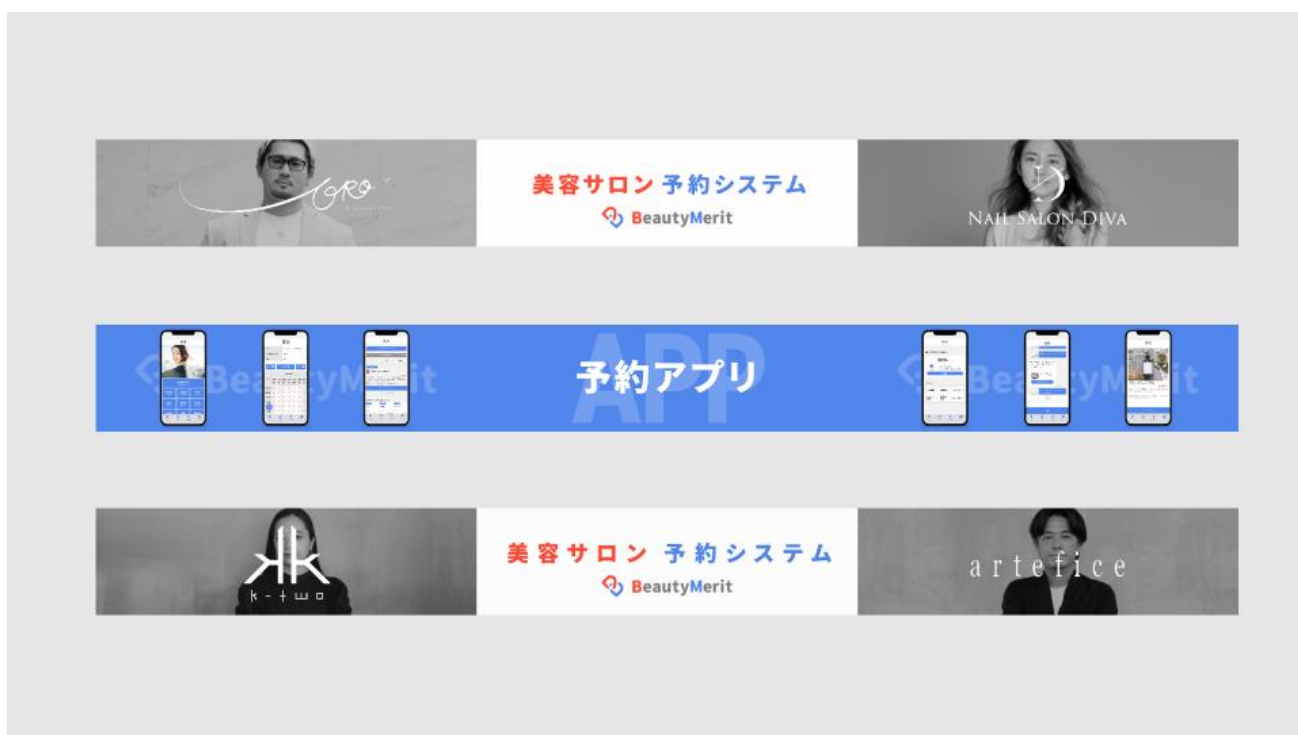 美容サロン 予約システム
BeautyMerit
NAIL SALON DIVA
BeautyMerit
APP
予約アプリ
BeautyMerit
k-two
美容サロン 予約システム
BeautyMerit
artefice